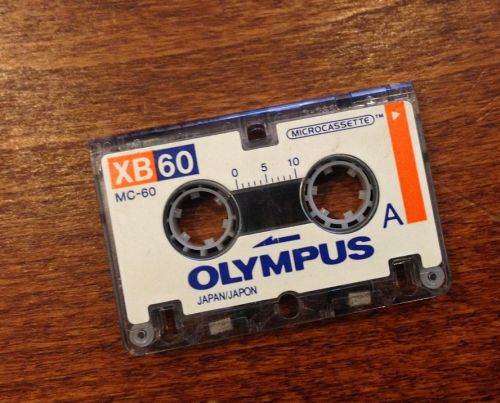 MICROCASSETTE™
XB 60
MC-60
0 5 10
A
OLYMPUS
JAPAN/JAPON